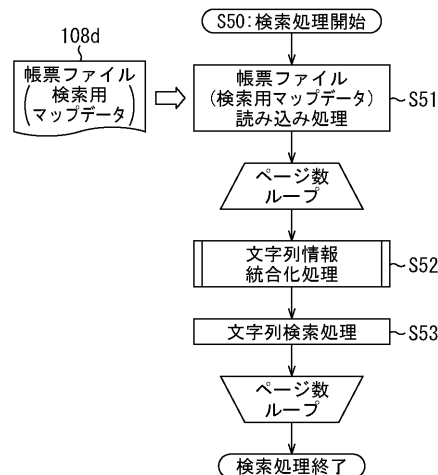 S50:検索処理開始
108d
帳票ファイル
(検索用
マップデータ)
帳票ファイル
(検索用マップデータ)
読み込み処理
S51
ページ数
ループ
文字列情報
統合化処理
S52
文字列検索処理
S53
ページ数
ループ
検索処理終了